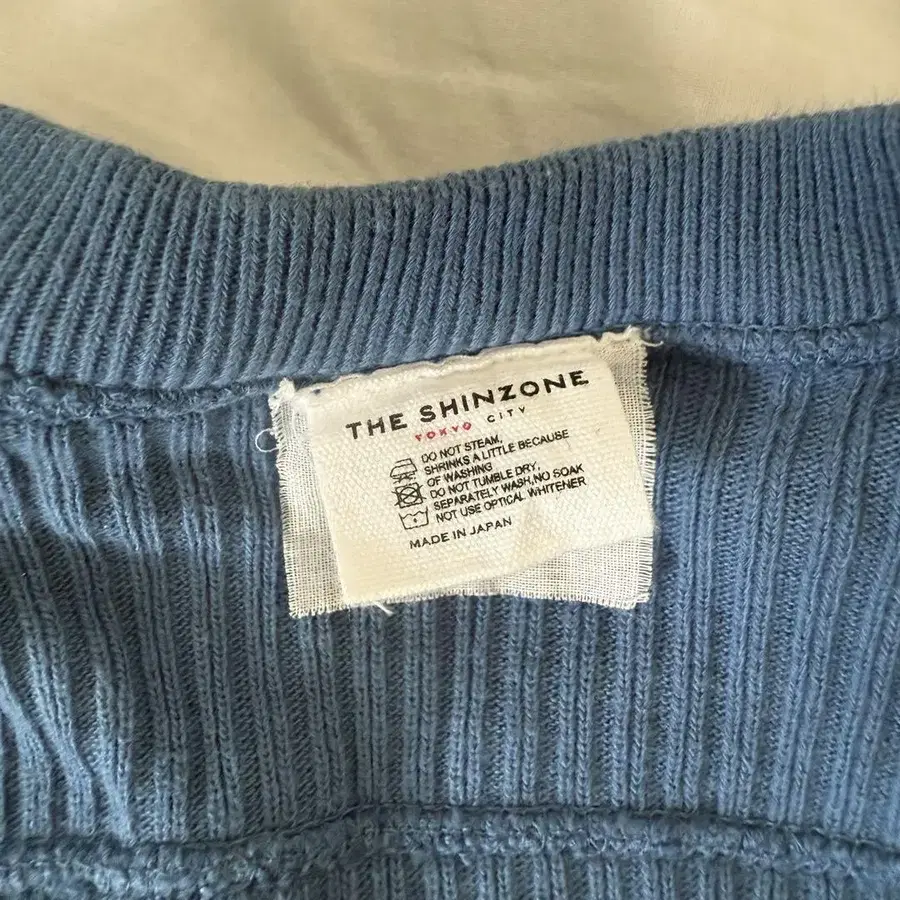 THE SHINZONE
TOKYO CITY
DO NOT STEAM,
SHRINKS A LITTLE BECAUSE
OF WASHING
DO NOT TUMBLE DRY,
SEPARATELY WASH,NO SOAK
NOT USE OPTICAL WHITENER
MADE IN JAPAN